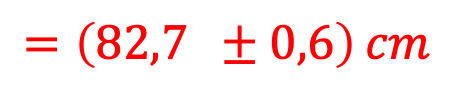 = (82,7 ± 0,6) cm